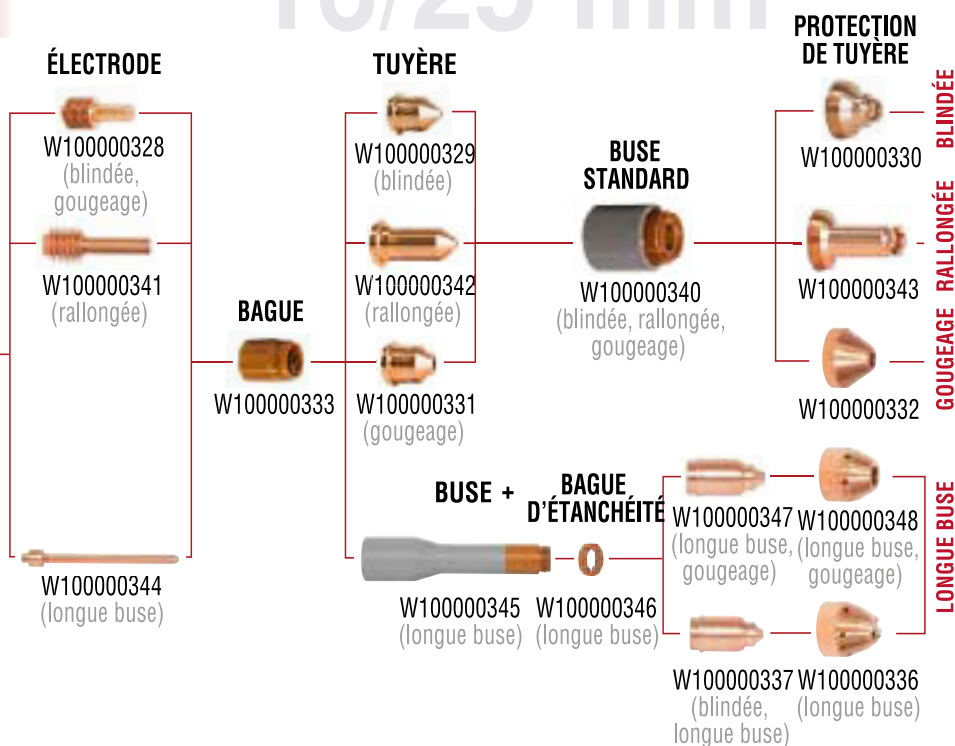 16/25 mm
ÉLECTRODE
W100000328
(blindée,
gougeage)
W100000341
(rallongée)
W100000344
(longue buse)
BAGUE
W100000333
TUYÈRE
W100000329
(blindée)
W100000342
(rallongée)
W100000331
(gougeage)
BUSE
STANDARD
W100000340
(blindée, rallongée,
gougeage)
PROTECTION
DE TUYÈRE
W100000330
BLINDÉE
W100000343
RALLONGÉE
W100000332
GOUGEAGE
BUSE +
W100000345
(longue buse)
BAGUE
D'ÉTANCHÉITÉ
W100000346
(longue buse)
W100000347
(longue buse,
gougeage)
W100000348
(longue buse,
gougeage)
W100000337
(blindée,
longue buse)
W100000336
(longue buse)
LONGUE BUSE